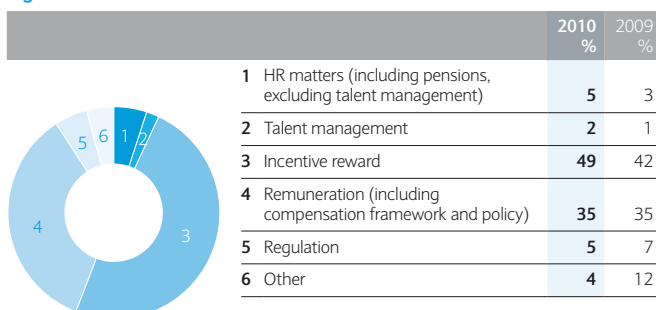 2010 2009
% %
1 HR matters (including pensions,
excluding talent management) 5 3
2 Talent management 2 1
3 Incentive reward 49 42
4 Remuneration (including
compensation framework and policy) 35 35
5 Regulation 5 7
6 Other 4 12
1
2
3
4
5
6